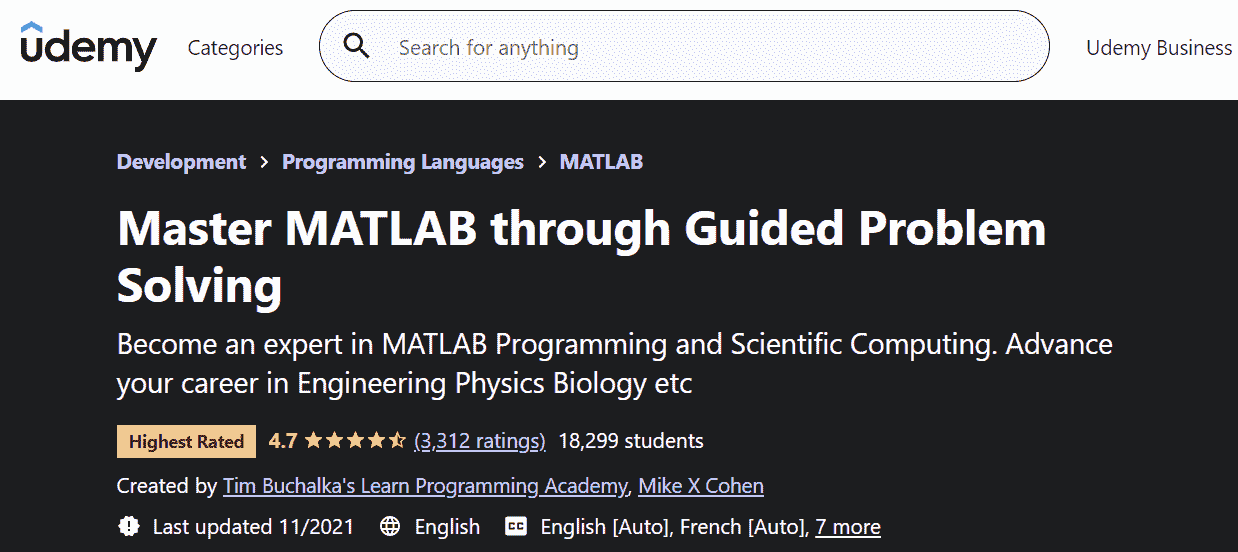 udemy Categories Search for anything Udemy Business
Development > Programming Languages > MATLAB
Master MATLAB through Guided Problem
Solving
Become an expert in MATLAB Programming and Scientific Computing. Advance
your career in Engineering Physics Biology etc
Highest Rated 4.7 (3,312 ratings) 18,299 students
Created by Tim Buchalka's Learn Programming Academy, Mike X Cohen
Last updated 11/2021 English CC English [Auto], French [Auto], 7 more